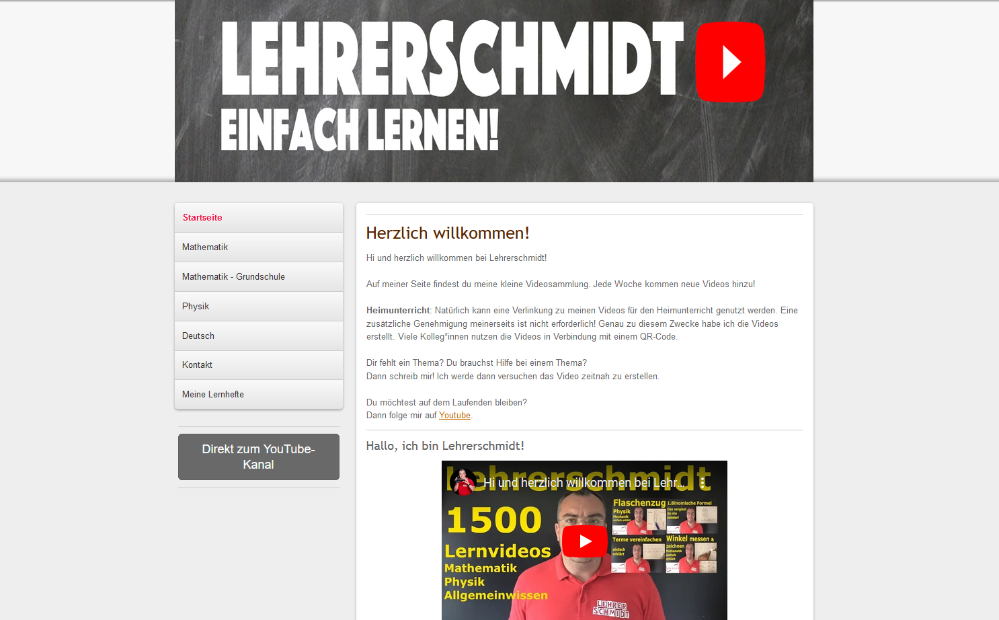 LEHRERSCHMIDT
EINFACH LERNEN!
Startseite
Mathematik
Mathematik - Grundschule
Physik
Deutsch
Kontakt
Meine Lernhefte
Direkt zum YouTube-
Kanal
Herzlich willkommen!
Hi und herzlich willkommen bei Lehrerschmidt!
Auf meiner Seite findest du meine kleine Videosammlung. Jede Woche kommen neue Videos hinzu!
Heimunterricht: Natürlich kann eine Verlinkung zu meinen Videos für den Heimunterricht genutzt werden. Eine
zusätzliche Genehmigung meinerseits ist nicht erforderlich! Genau zu diesem Zwecke habe ich die Videos
erstellt. Viele Kolleg*innen nutzen die Videos in Verbindung mit einem QR-Code.
Dir fehlt ein Thema? Du brauchst Hilfe bei einem Thema?
Dann schreib mir! Ich werde dann versuchen das Video zeitnah zu erstellen.
Du möchtest auf dem Laufenden bleiben?
Dann folge mir auf Youtube.
Hallo, ich bin Lehrerschmidt!
Lehrerschmidt
Hi und herzlich willkommen bei Lehr...
1500
Lernvideos
Mathematik
Physik
Allgemeinwissen
Flaschenzug
Physik
Mechanik
einfach erklärt
1.Binomische Formel
Das vergisst
du nie
wieder!
Terme vereinfachen
einfach
erklärt
Winkel messen &
zeichnen
Mathematik
einfach
erklärt
LEHRER
SCHMIDT